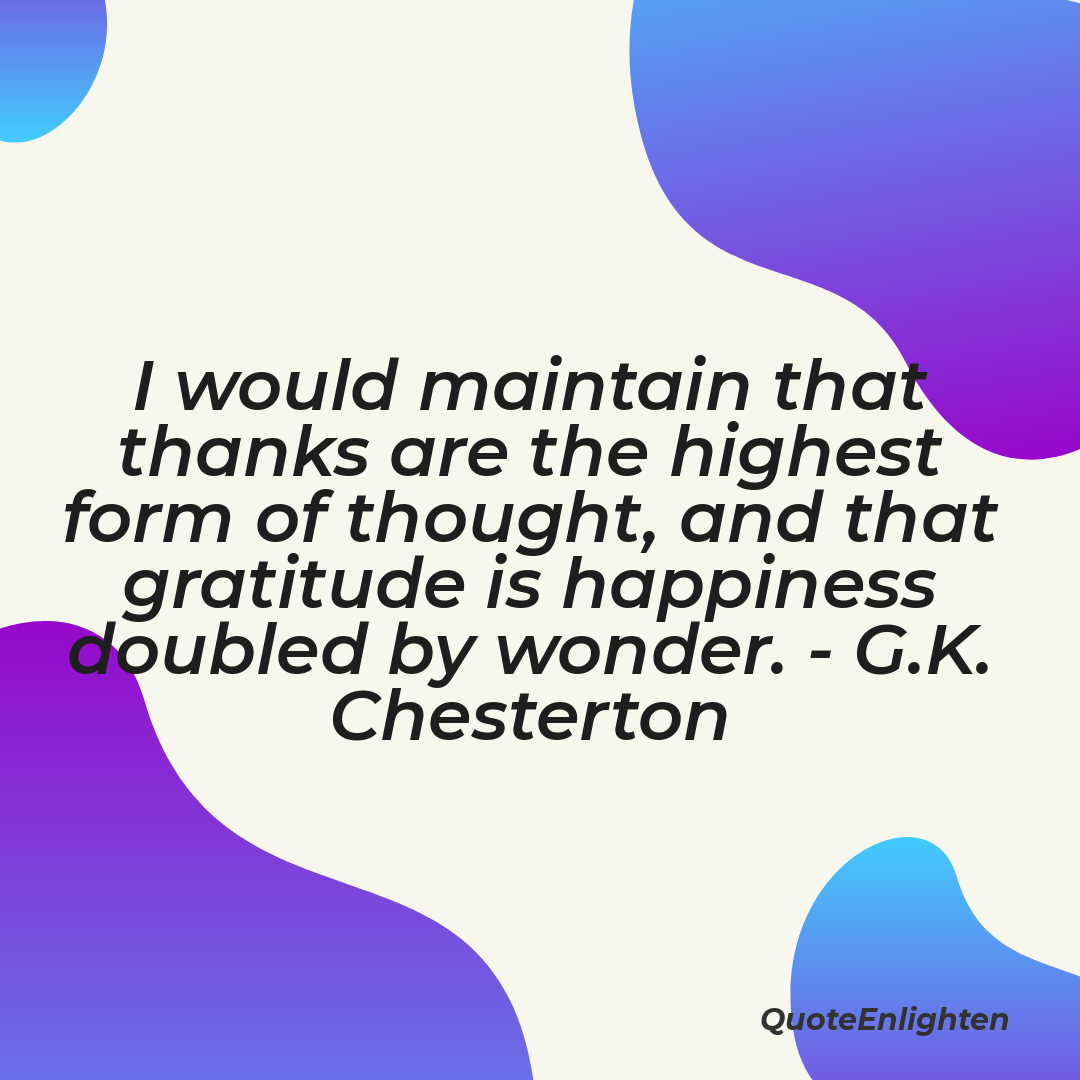 I would maintain that
thanks are the highest
form of thought, and that
gratitude is happiness
doubled by wonder. - G.K.
Chesterton
QuoteEnlighten